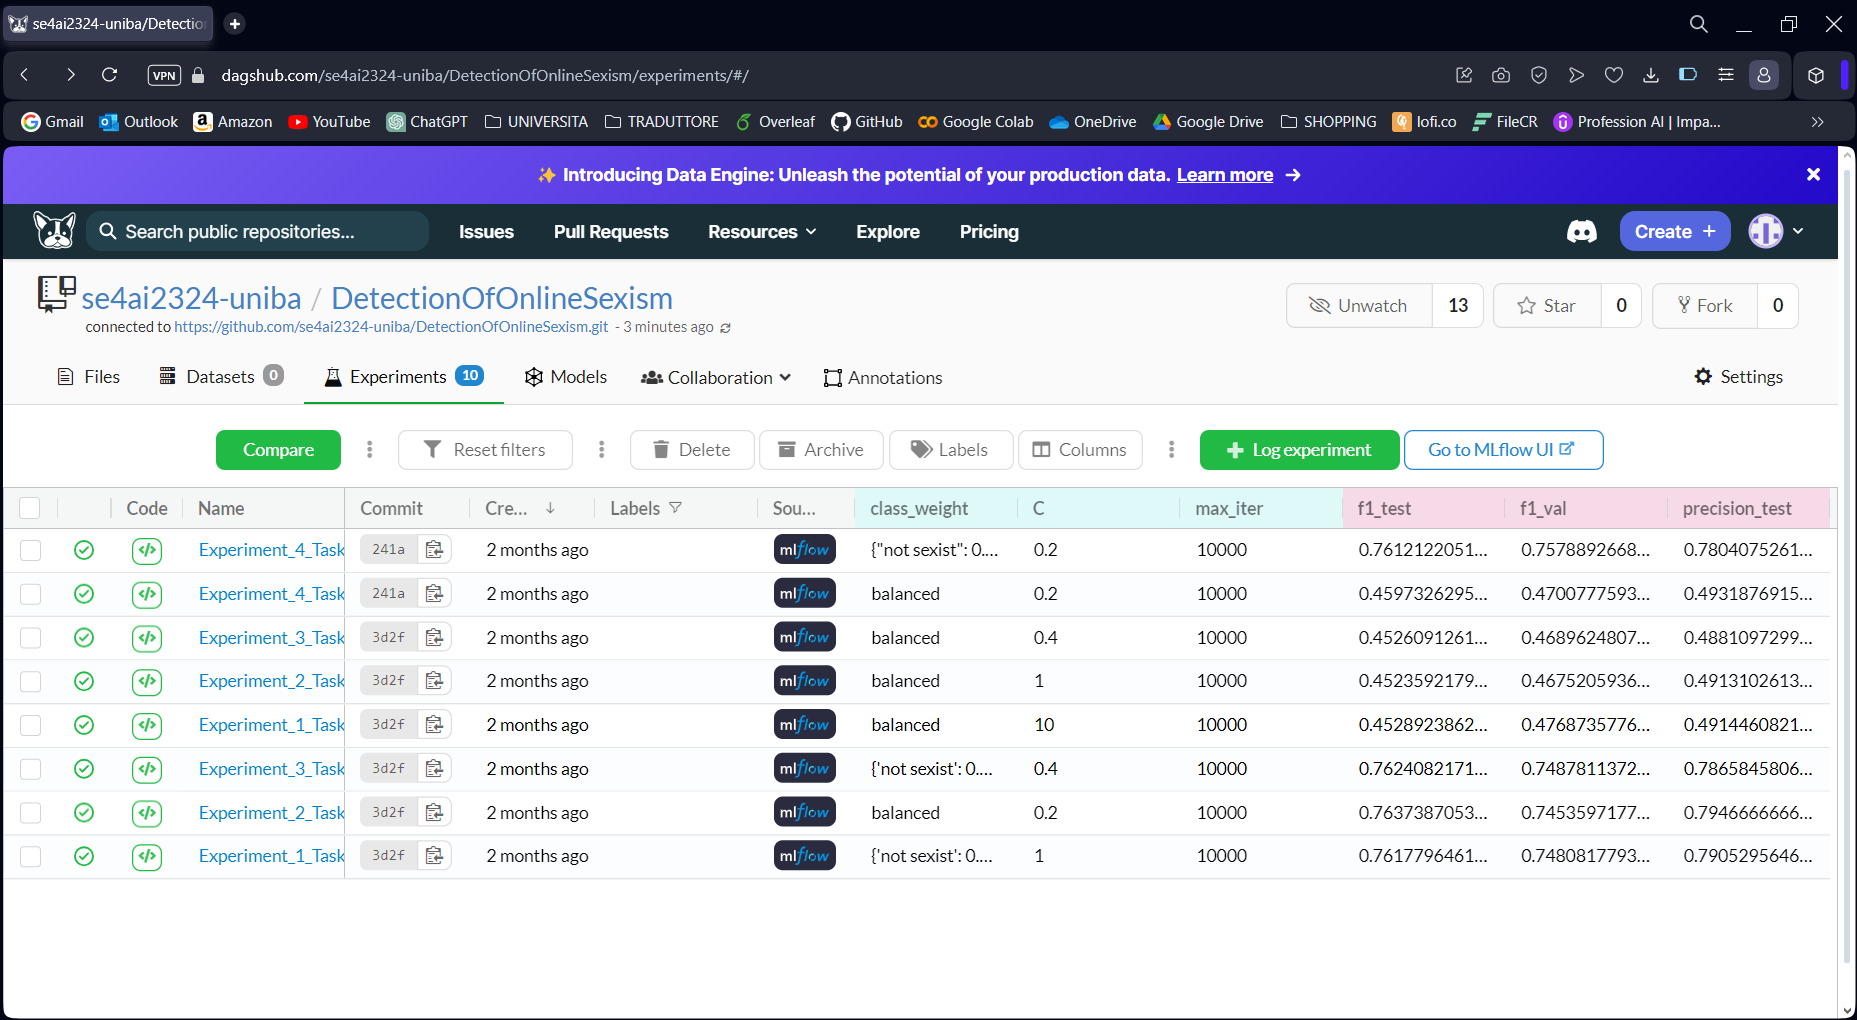 se4ai2324-uniba/Detectio
VPN dagshub.com/se4ai2324-uniba/DetectionOfOnlineSexism/experiments/#/
Gmail Outlook Amazon YouTube ChatGPT UNIVERSITA TRADUTTORE Overleaf GitHub Google Colab OneDrive Google Drive SHOPPING lofi.co FileCR Profession AI | Impa...
✨ Introducing Data Engine: Unleash the potential of your production data. Learn more →
Search public repositories... Issues Pull Requests Resources Explore Pricing Create +
se4ai2324-uniba / DetectionOfOnlineSexism Unwatch 13 Star 0 Fork 0
connected to https://github.com/se4ai2324-uniba/DetectionOfOnlineSexism.git - 3 minutes ago
Files Datasets 0 Experiments 10 Models Collaboration Annotations Settings
Compare Reset filters Delete Archive Labels Columns + Log experiment Go to MLflow UI
Code Name Commit Cre... ↓ Labels Sou... class_weight C max_iter f1_test f1_val precision_test
Experiment_4_Task 241a 2 months ago mlflow {"not sexist": 0.... 0.2 10000 0.7612122051... 0.7578892668... 0.7804075261...
Experiment_4_Task 241a 2 months ago mlflow balanced 0.2 10000 0.4597326295... 0.4700777593... 0.4931876915...
Experiment_3_Task 3d2f 2 months ago mlflow balanced 0.4 10000 0.4526091261... 0.4689624807... 0.4881097299...
Experiment_2_Task 3d2f 2 months ago mlflow balanced 1 10000 0.4523592179... 0.4675205936... 0.4913102613...
Experiment_1_Task 3d2f 2 months ago mlflow balanced 10 10000 0.4528923862... 0.4768735776... 0.4914460821...
Experiment_3_Task 3d2f 2 months ago mlflow {'not sexist': 0.... 0.4 10000 0.7624082171... 0.7487811372... 0.7865845806...
Experiment_2_Task 3d2f 2 months ago mlflow balanced 0.2 10000 0.7637387053... 0.7453597177... 0.7946666666...
Experiment_1_Task 3d2f 2 months ago mlflow {'not sexist': 0.... 1 10000 0.7617796461... 0.7480817793... 0.7905295646...